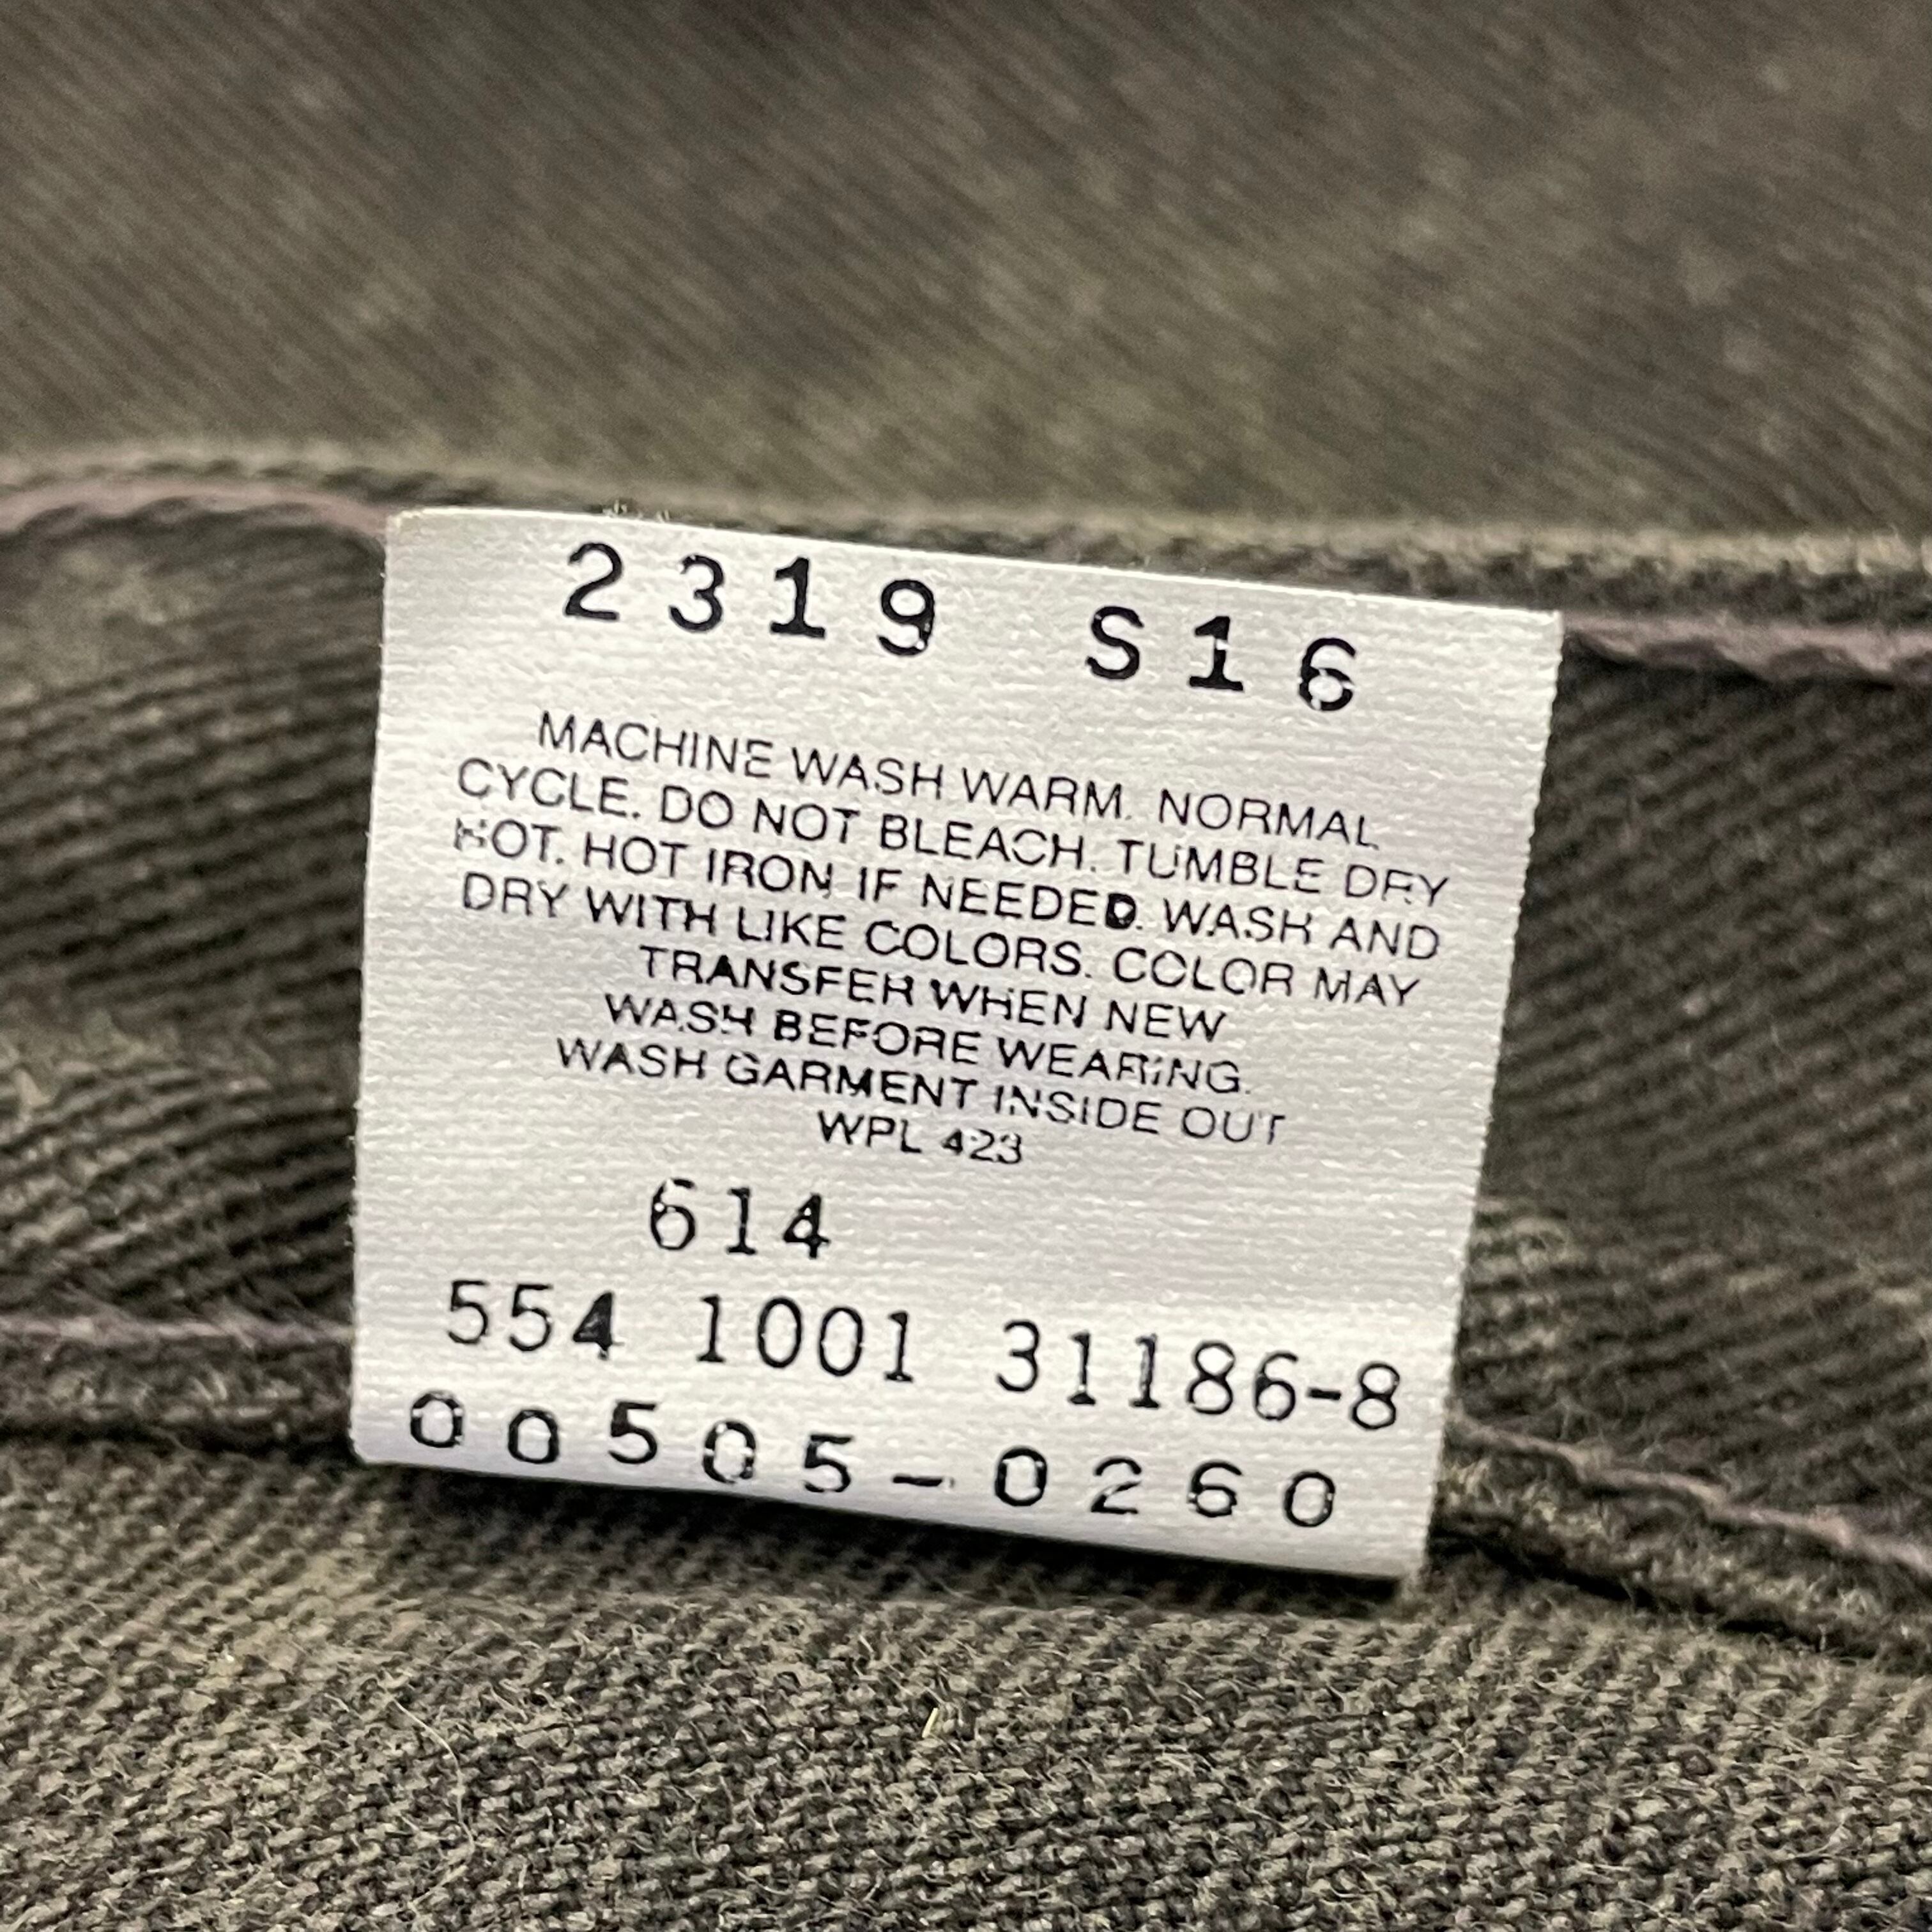 2319 S16
MACHINE WASH WARM. NORMAL
CYCLE. DO NOT BLEACH. TUMBLE DRY
HOT. HOT IRON IF NEEDED. WASH AND
DRY WITH LIKE COLORS. COLOR MAY
TRANSFER WHEN NEW
WASH BEFORE WEARING.
WASH GARMENT INSIDE OUT
WPL 423
614
554 1001 31186-8
00505-0260